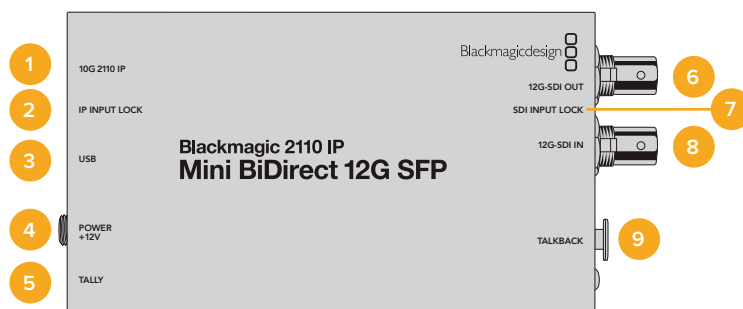 1
10G 2110 IP
2
IP INPUT LOCK
3
USB
4
POWER
+12V
5
TALLY
Blackmagic 2110 IP
Mini BiDirect 12G SFP
Blackmagicdesign
12G-SDI OUT
6
SDI INPUT LOCK
7
12G-SDI IN
8
TALKBACK
9